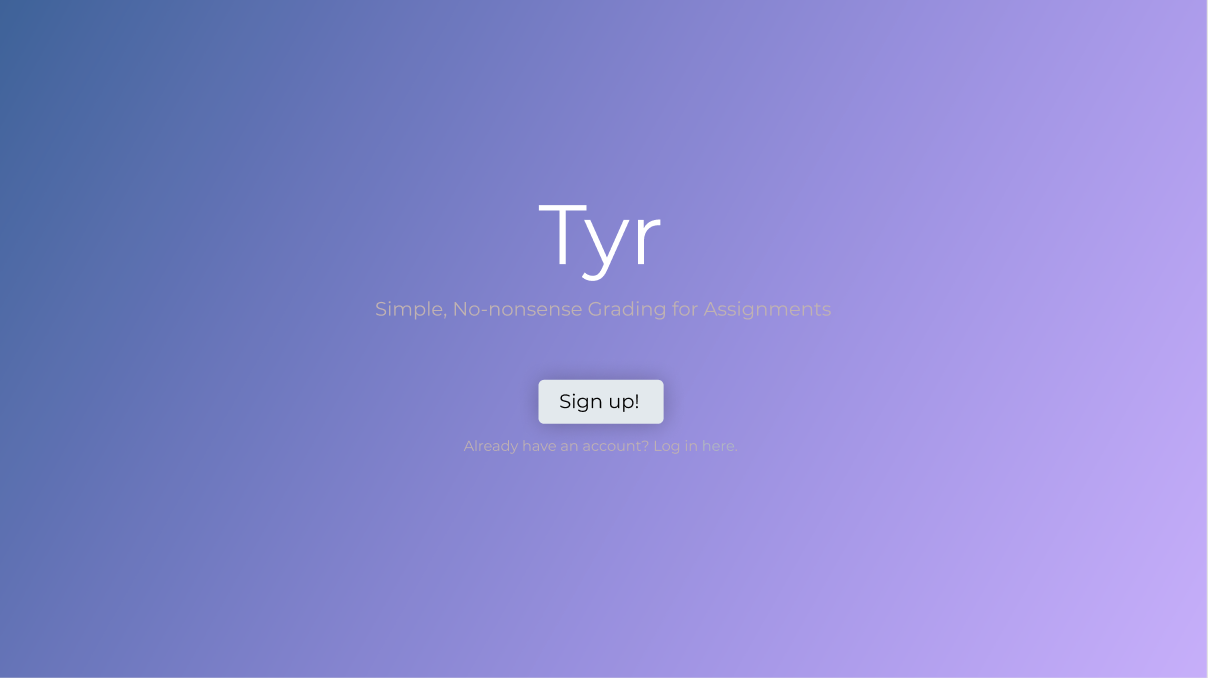 Tyr
Simple, No-nonsense Grading for Assignments
Sign up!
Already have an account? Log in here.